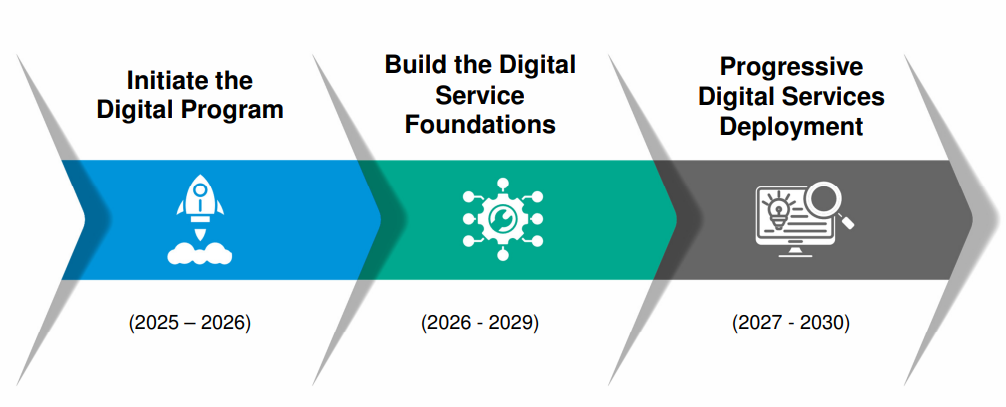 Initiate the
Digital Program
Build the Digital
Service
Foundations
Progressive
Digital Services
Deployment
(2025 – 2026)
(2026 - 2029)
(2027 - 2030)